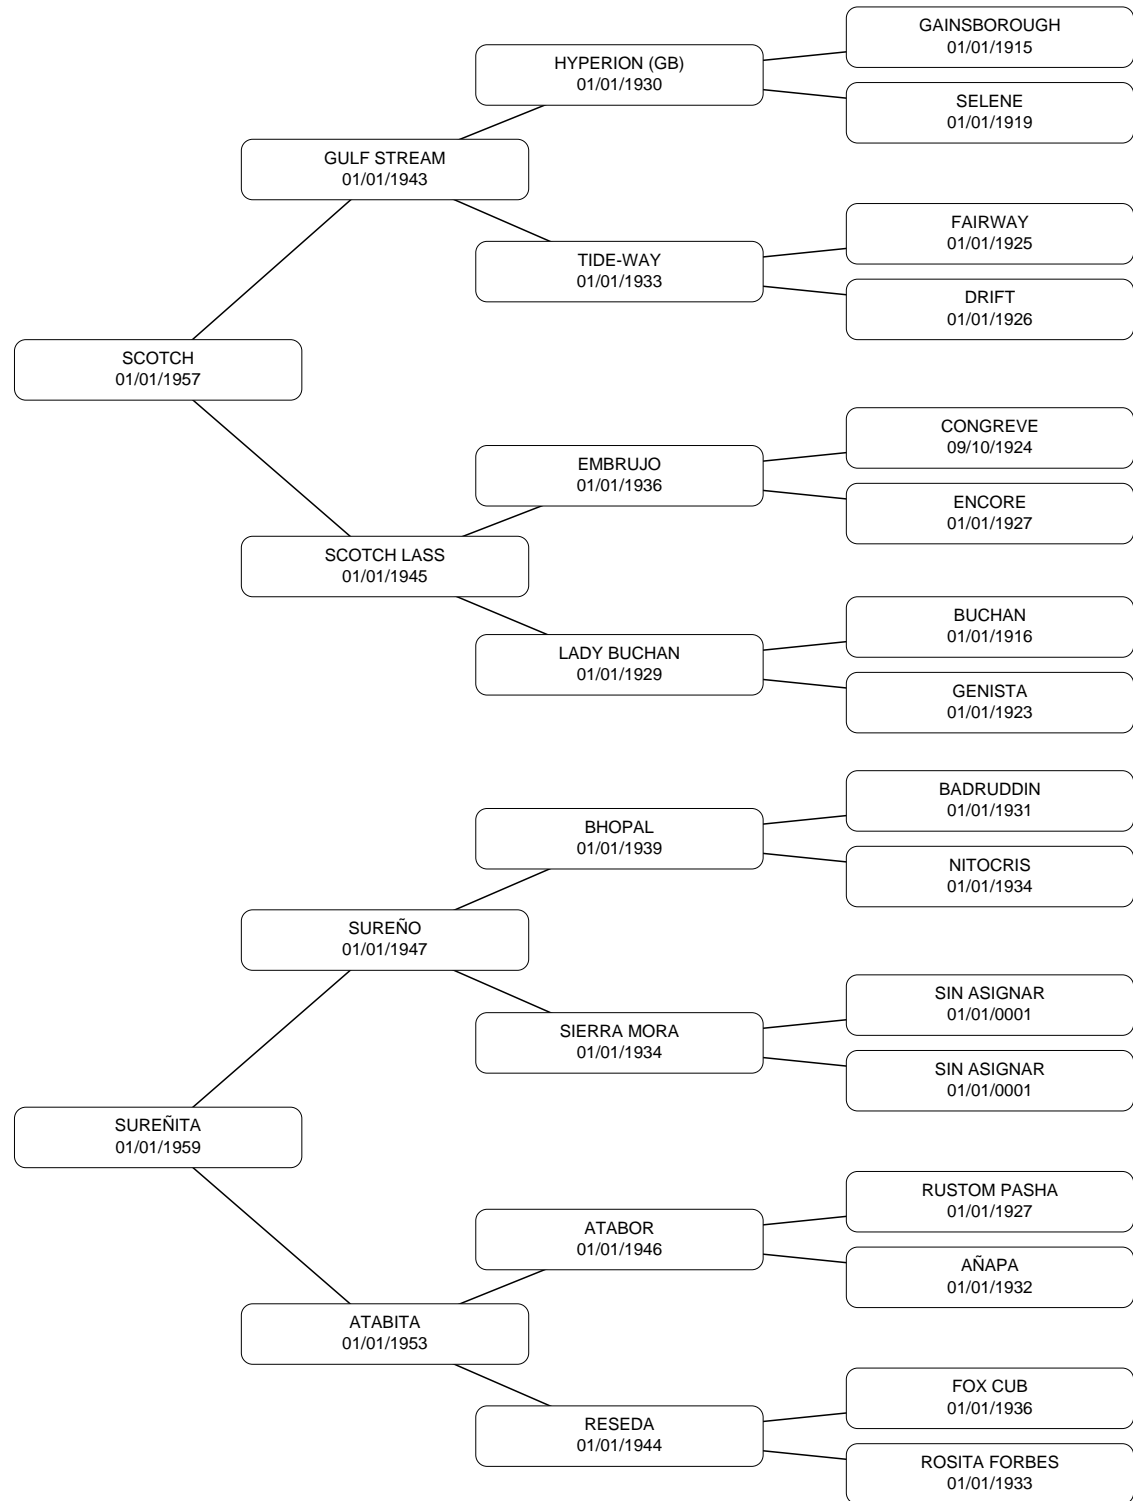 GAINSBOROUGH
01/01/1915
HYPERION (GB)
01/01/1930
SELENE
01/01/1919
GULF STREAM
01/01/1943
FAIRWAY
01/01/1925
TIDE-WAY
01/01/1933
DRIFT
01/01/1926
SCOTCH
01/01/1957
CONGREVE
09/10/1924
EMBRUJO
01/01/1936
ENCORE
01/01/1927
SCOTCH LASS
01/01/1945
BUCHAN
01/01/1916
LADY BUCHAN
01/01/1929
GENISTA
01/01/1923
BADRUDDIN
01/01/1931
BHOPAL
01/01/1939
NITOCRIS
01/01/1934
SUREÑO
01/01/1947
SIN ASIGNAR
01/01/0001
SIERRA MORA
01/01/1934
SIN ASIGNAR
01/01/0001
SUREÑITA
01/01/1959
RUSTOM PASHA
01/01/1927
ATABOR
01/01/1946
AÑAPA
01/01/1932
ATABITA
01/01/1953
FOX CUB
01/01/1936
RESEDA
01/01/1944
ROSITA FORBES
01/01/1933